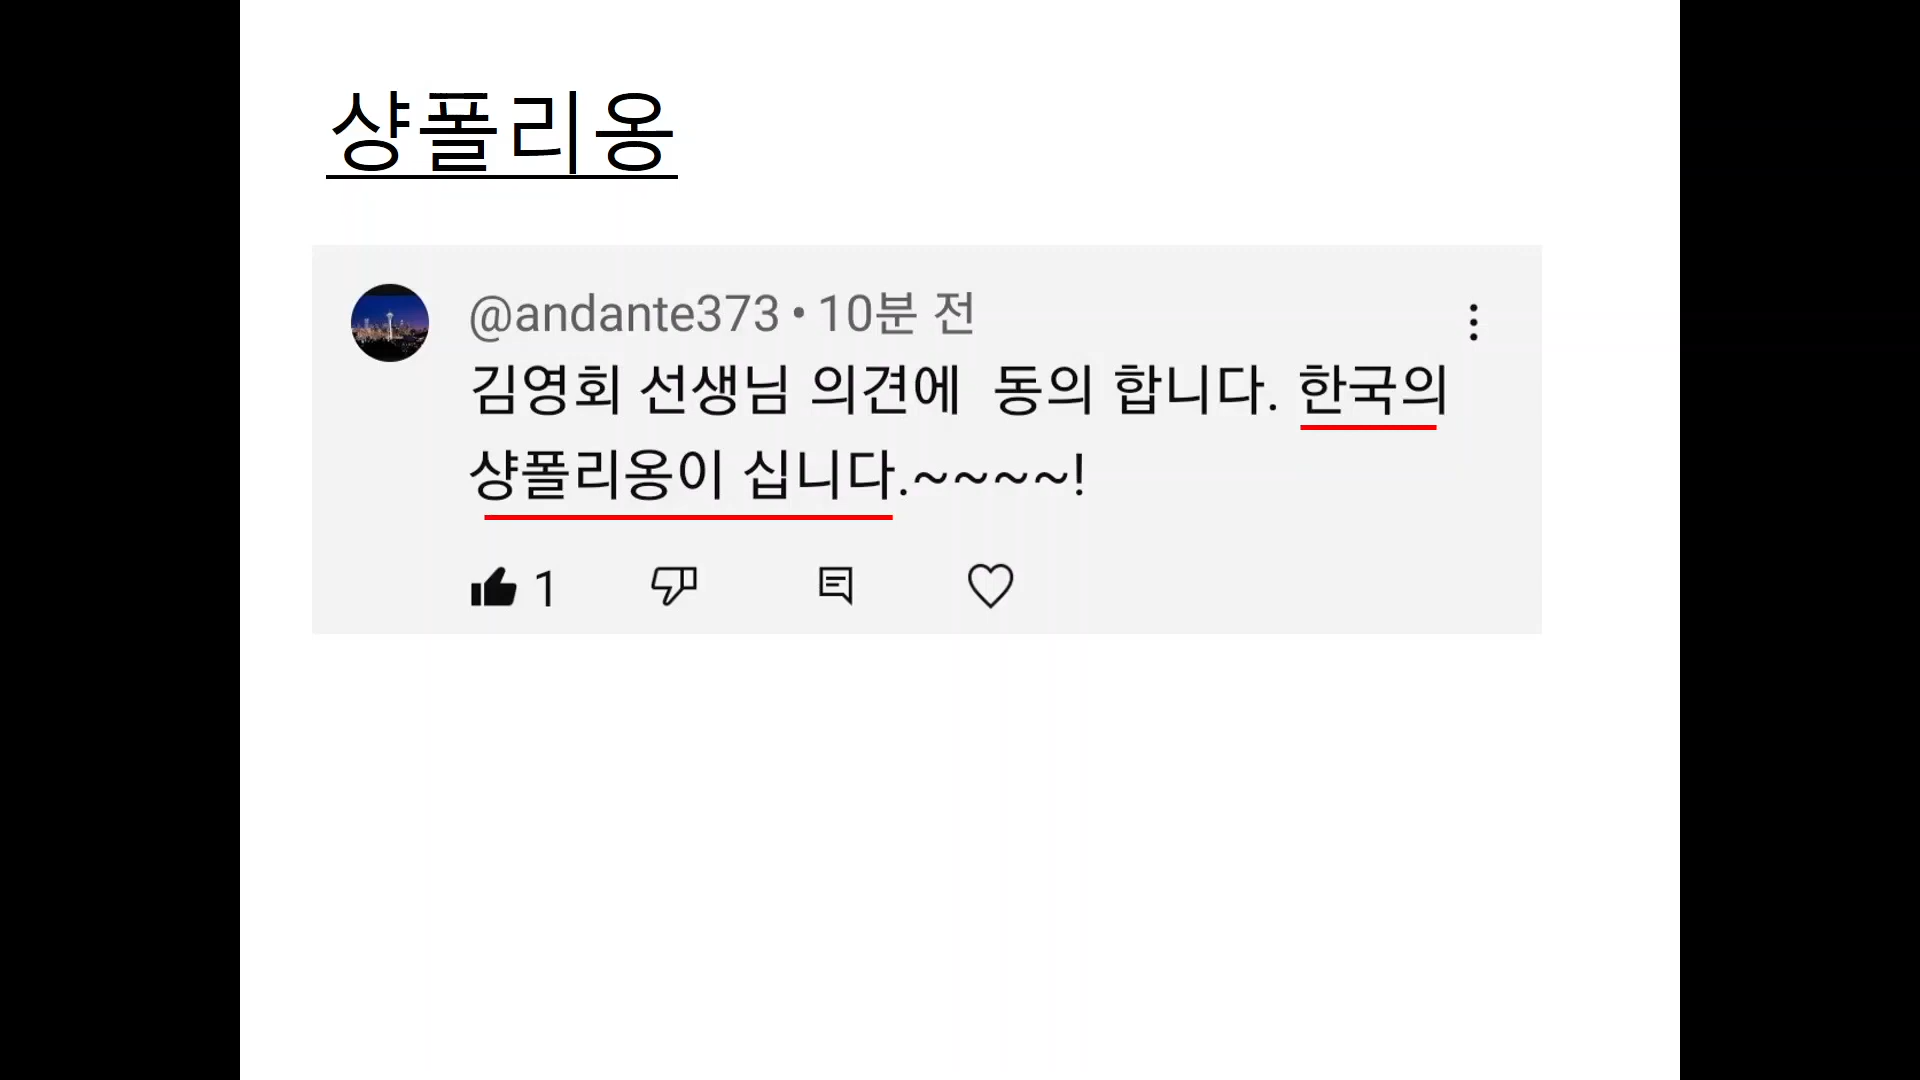 샹폴리옹
@andante373 • 10분 전
김영회 선생님 의견에  동의 합니다. 한국의
샹폴리옹이 십니다.~~~~!
1